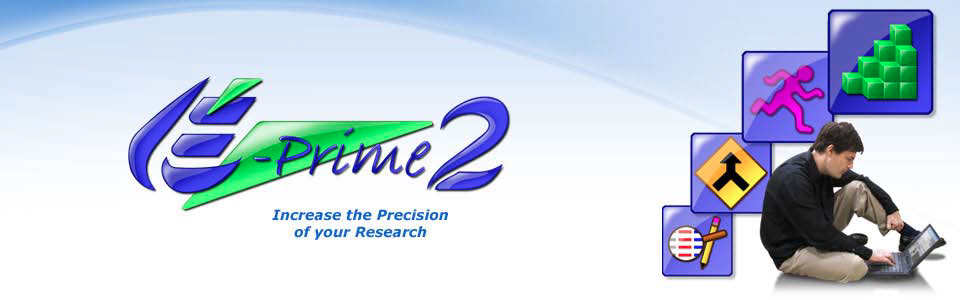 E-Prime 2
Increase the Precision
of your Research